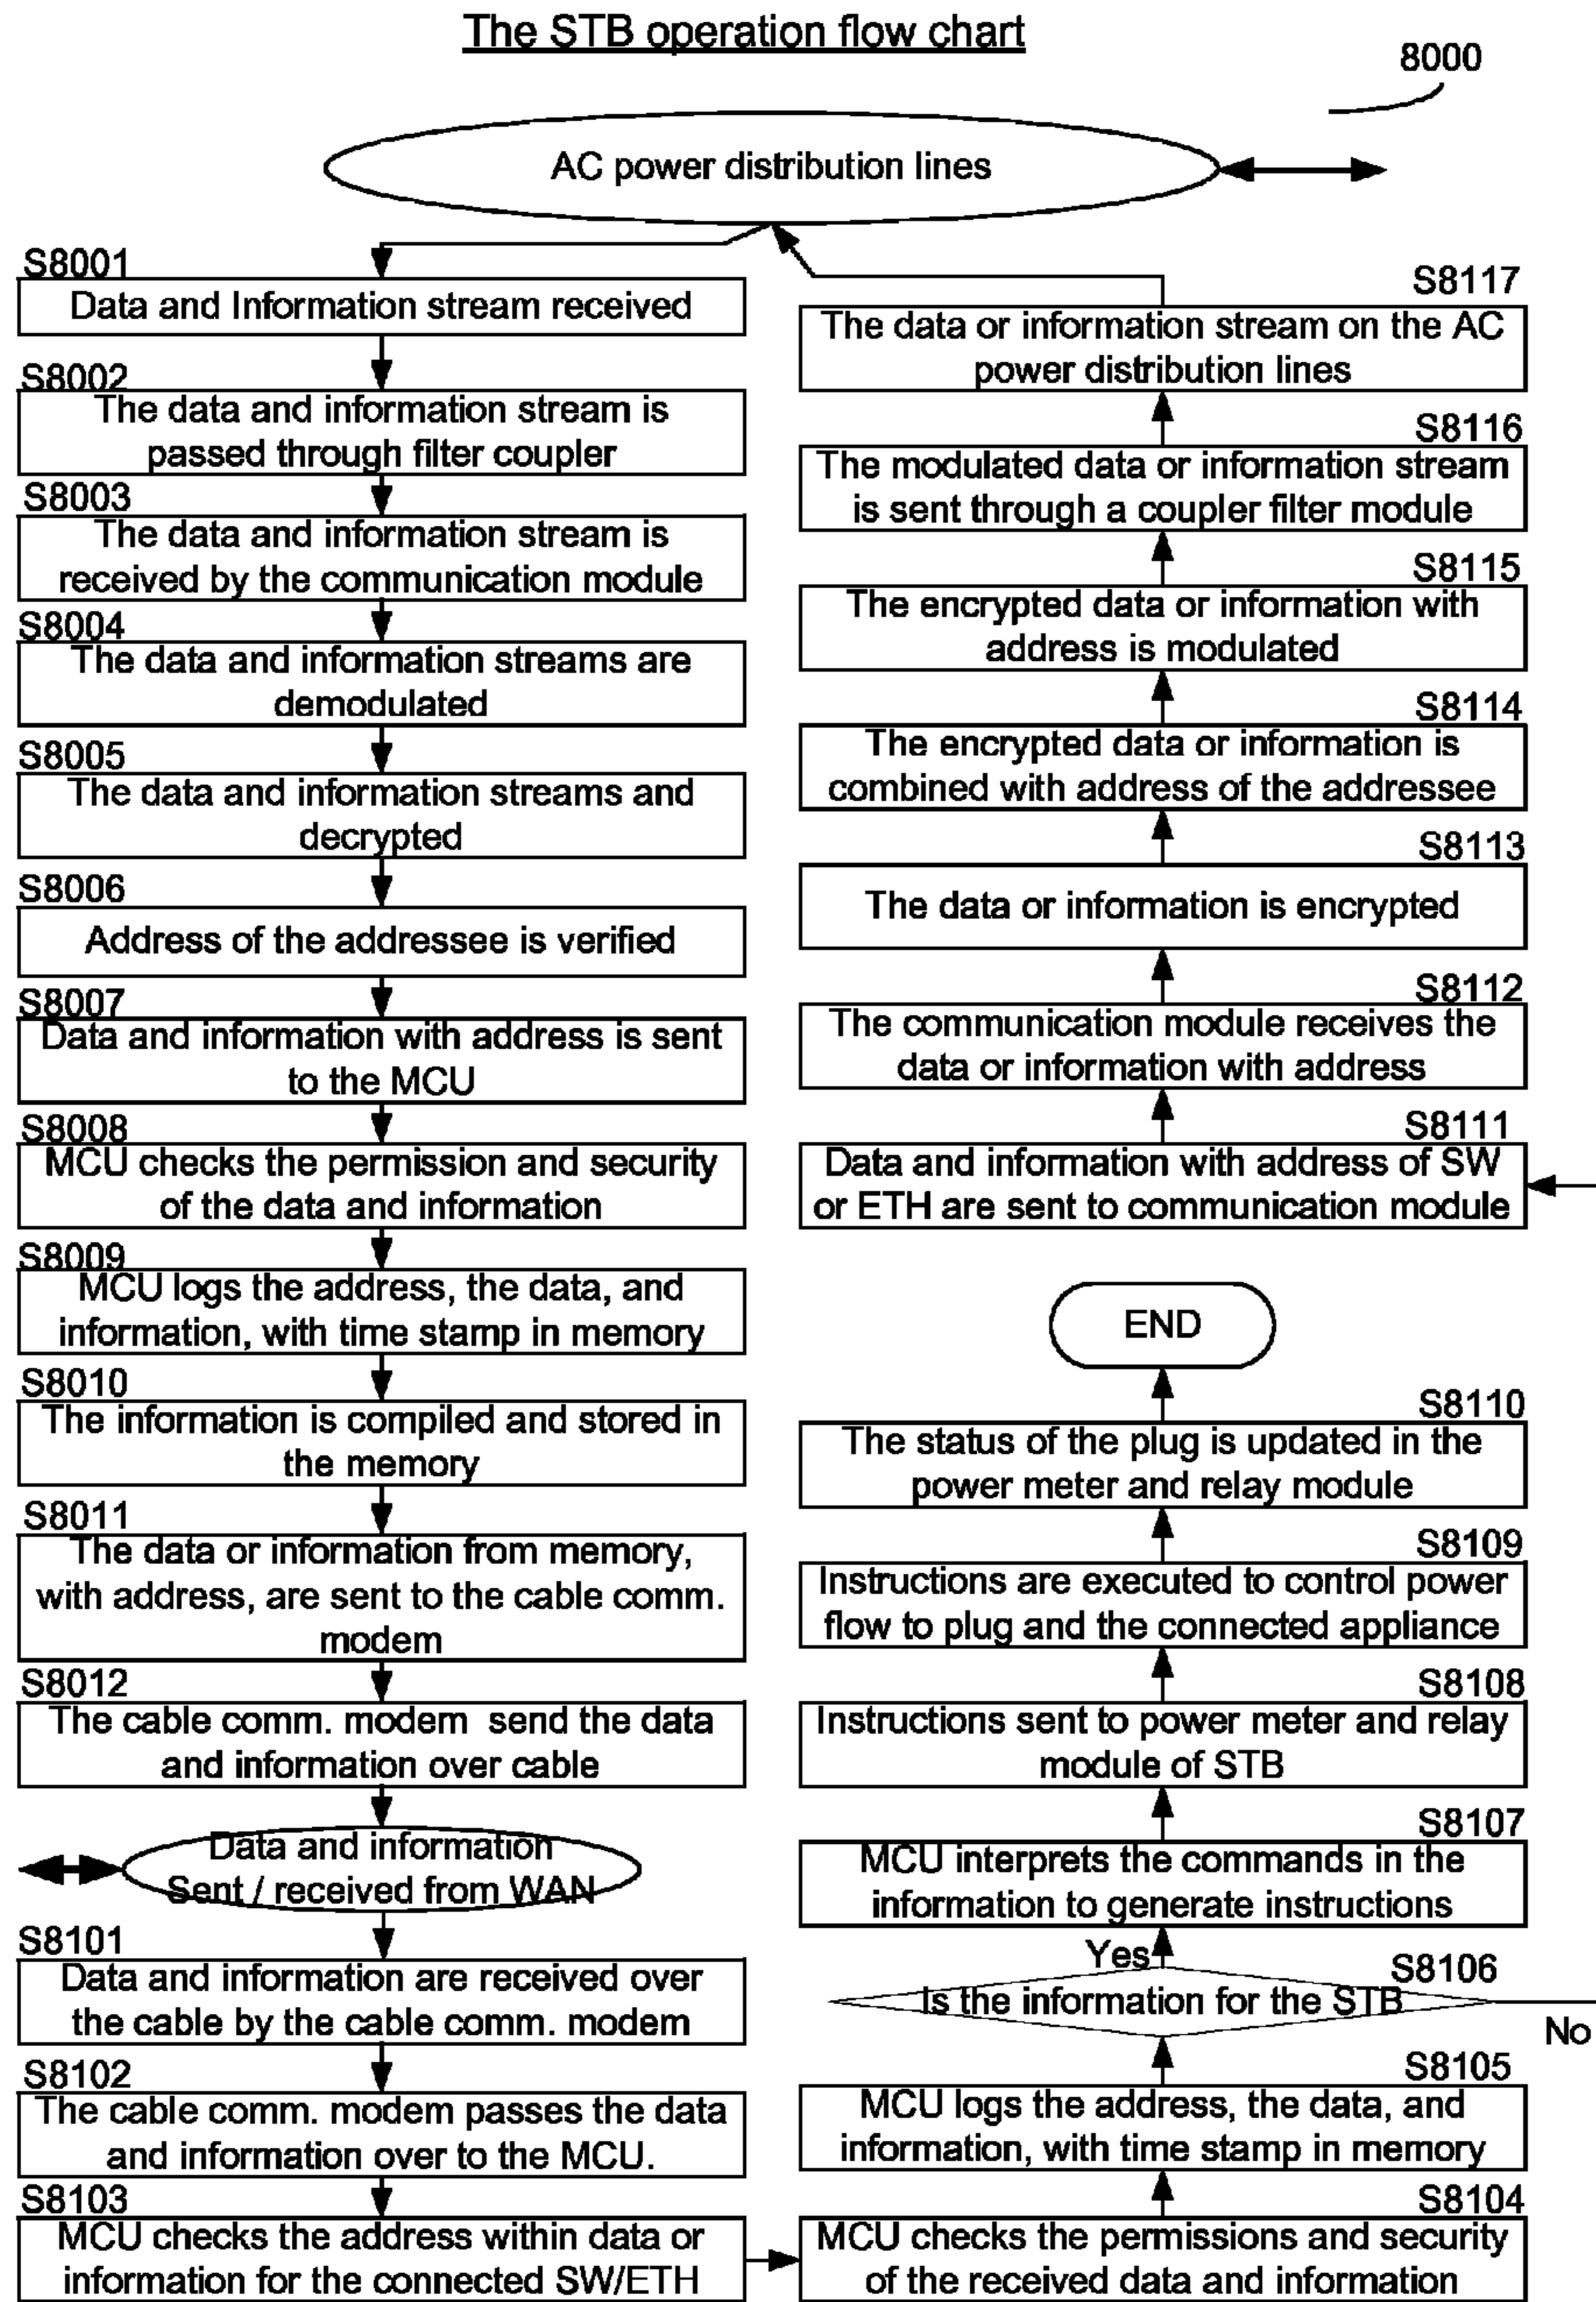 The STB operation flow chart
8000
AC power distribution lines
S8001
Data and Information stream received
S8002
The data and information stream is
passed through filter coupler
S8003
The data and information stream is
received by the communication module
S8004
The data and information streams are
demodulated
S8005
The data and information streams and
decrypted
S8006
Address of the addressee is verified
S8007
Data and information with address is sent
to the MCU
S8008
MCU checks the permission and security
of the data and information
S8009
MCU logs the address, the data, and
information, with time stamp in memory
S8010
The information is compiled and stored in
the memory
S8011
The data or information from memory,
with address, are sent to the cable comm.
modem
S8012
The cable comm. modem send the data
and information over cable
Data and information
Sent / received from WAN
S8101
Data and information are received over
the cable by the cable comm. modem
S8102
The cable comm. modem passes the data
and information over to the MCU.
S8103
MCU checks the address within data or
information for the connected SW/ETH
S8104
MCU checks the permissions and security
of the received data and information
S8105
MCU logs the address, the data, and
information, with time stamp in memory
S8106
Is the information for the STB
No
Yes
S8107
MCU interprets the commands in the
information to generate instructions
S8108
Instructions sent to power meter and relay
module of STB
S8109
Instructions are executed to control power
flow to plug and the connected appliance
S8110
The status of the plug is updated in the
power meter and relay module
END
S8111
Data and information with address of SW
or ETH are sent to communication module
S8112
The communication module receives the
data or information with address
S8113
The data or information is encrypted
S8114
The encrypted data or information is
combined with address of the addressee
S8115
The encrypted data or information with
address is modulated
S8116
The modulated data or information stream
is sent through a coupler filter module
S8117
The data or information stream on the AC
power distribution lines